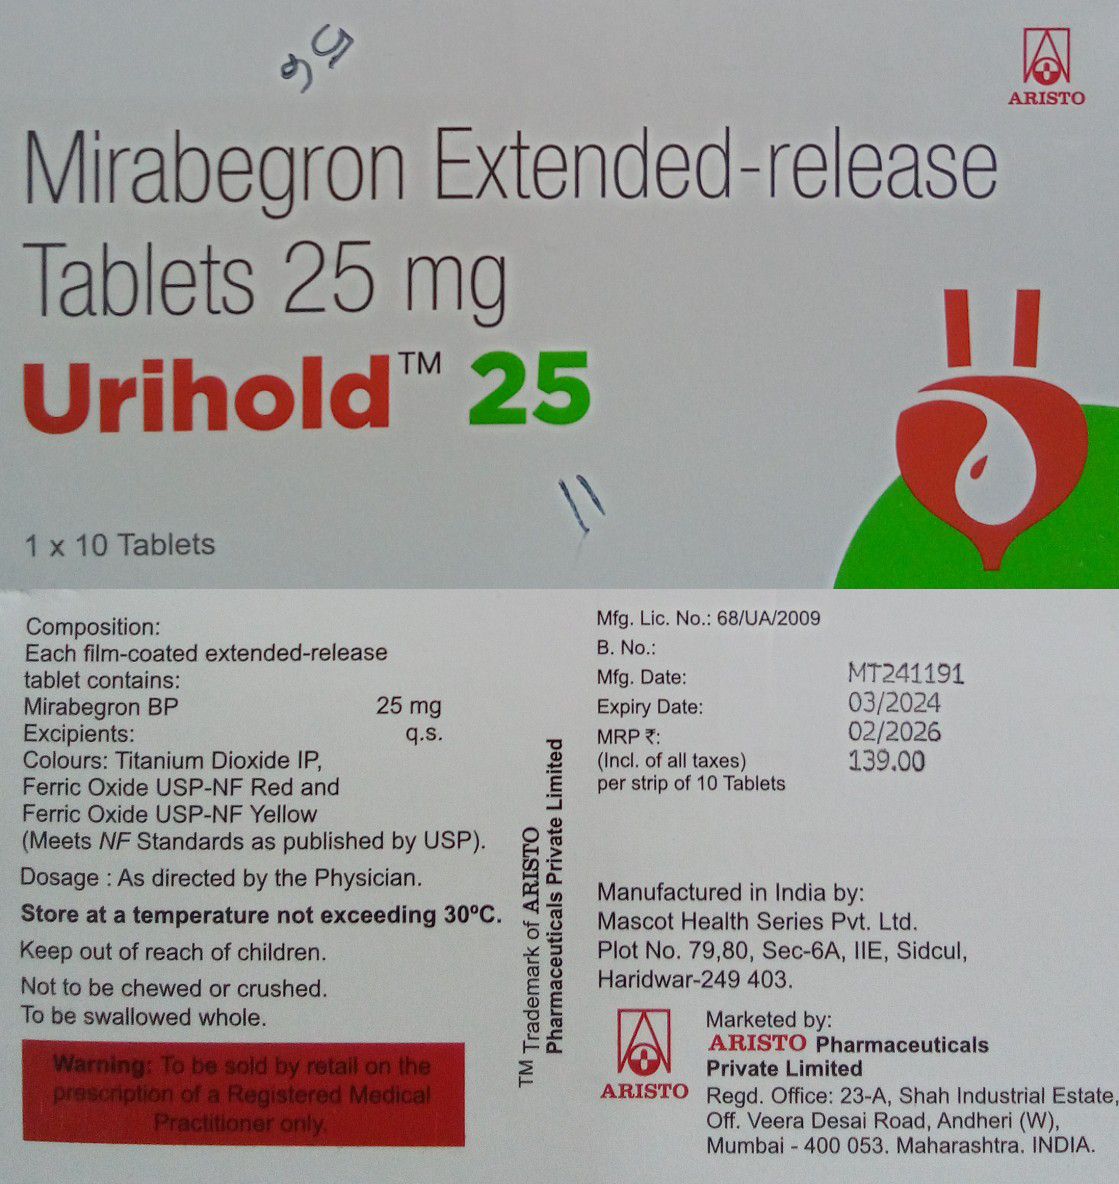 ARISTO
Mirabegron Extended-release
Tablets 25 mg
Urihold™ 25
1 x 10 Tablets
Composition:
Each film-coated extended-release
tablet contains:
Mirabegron BP 25 mg
Excipients: q.s.
Colours: Titanium Dioxide IP,
Ferric Oxide USP-NF Red and
Ferric Oxide USP-NF Yellow
(Meets NF Standards as published by USP).
Dosage : As directed by the Physician.
Store at a temperature not exceeding 30ºC.
Keep out of reach of children.
Not to be chewed or crushed.
To be swallowed whole.
Warning: To be sold by retail on the
prescription of a Registered Medical
Practitioner only.
TM Trademark of ARISTO
Pharmaceuticals Private Limited
Mfg. Lic. No.: 68/UA/2009
B. No.:
Mfg. Date: MT241191
Expiry Date: 03/2024
MRP ₹: 02/2026
(Incl. of all taxes) 139.00
per strip of 10 Tablets
Manufactured in India by:
Mascot Health Series Pvt. Ltd.
Plot No. 79,80, Sec-6A, IIE, Sidcul,
Haridwar-249 403.
ARISTO
Marketed by:
ARISTO Pharmaceuticals
Private Limited
Regd. Office: 23-A, Shah Industrial Estate,
Off. Veera Desai Road, Andheri (W),
Mumbai - 400 053. Maharashtra. INDIA.